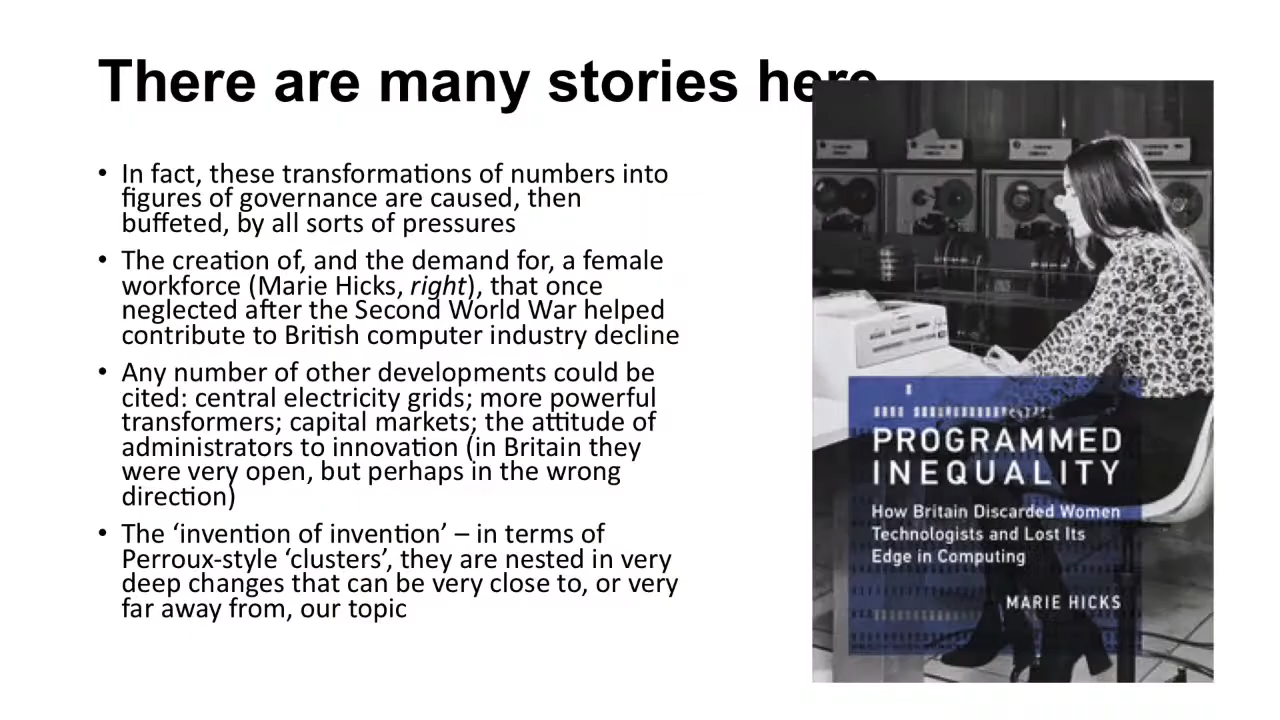 There are many stories here
• In fact, these transformations of numbers into
figures of governance are caused, then
buffeted, by all sorts of pressures
• The creation of, and the demand for, a female
workforce (Marie Hicks, right), that once
neglected after the Second World War helped
contribute to British computer industry decline
• Any number of other developments could be
cited: central electricity grids; more powerful
transformers; capital markets; the attitude of
administrators to innovation (in Britain they
were very open, but perhaps in the wrong
direction)
• The ‘invention of invention’ – in terms of
Perroux-style ‘clusters’, they are nested in very
deep changes that can be very close to, or very
far away from, our topic
PROGRAMMED
INEQUALITY
How Britain Discarded Women
Technologists and Lost Its
Edge in Computing
MARIE HICKS